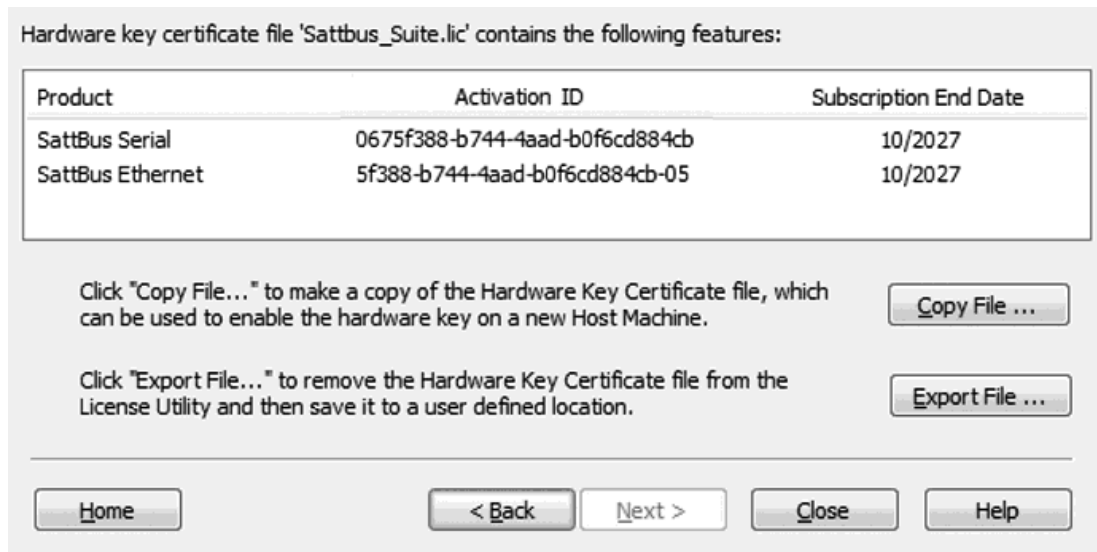 Hardware key certificate file 'Sattbus_Suite.lic' contains the following features:
Product Activation ID Subscription End Date
SattBus Serial 0675f388-b744-4aad-b0f6cd884cb 10/2027
SattBus Ethernet 5f388-b744-4aad-b0f6cd884cb-05 10/2027
Click "Copy File..." to make a copy of the Hardware Key Certificate file, which
can be used to enable the hardware key on a new Host Machine.
Copy File ...
Click "Export File..." to remove the Hardware Key Certificate file from the
License Utility and then save it to a user defined location.
Export File ...
Home < Back Next > Close Help